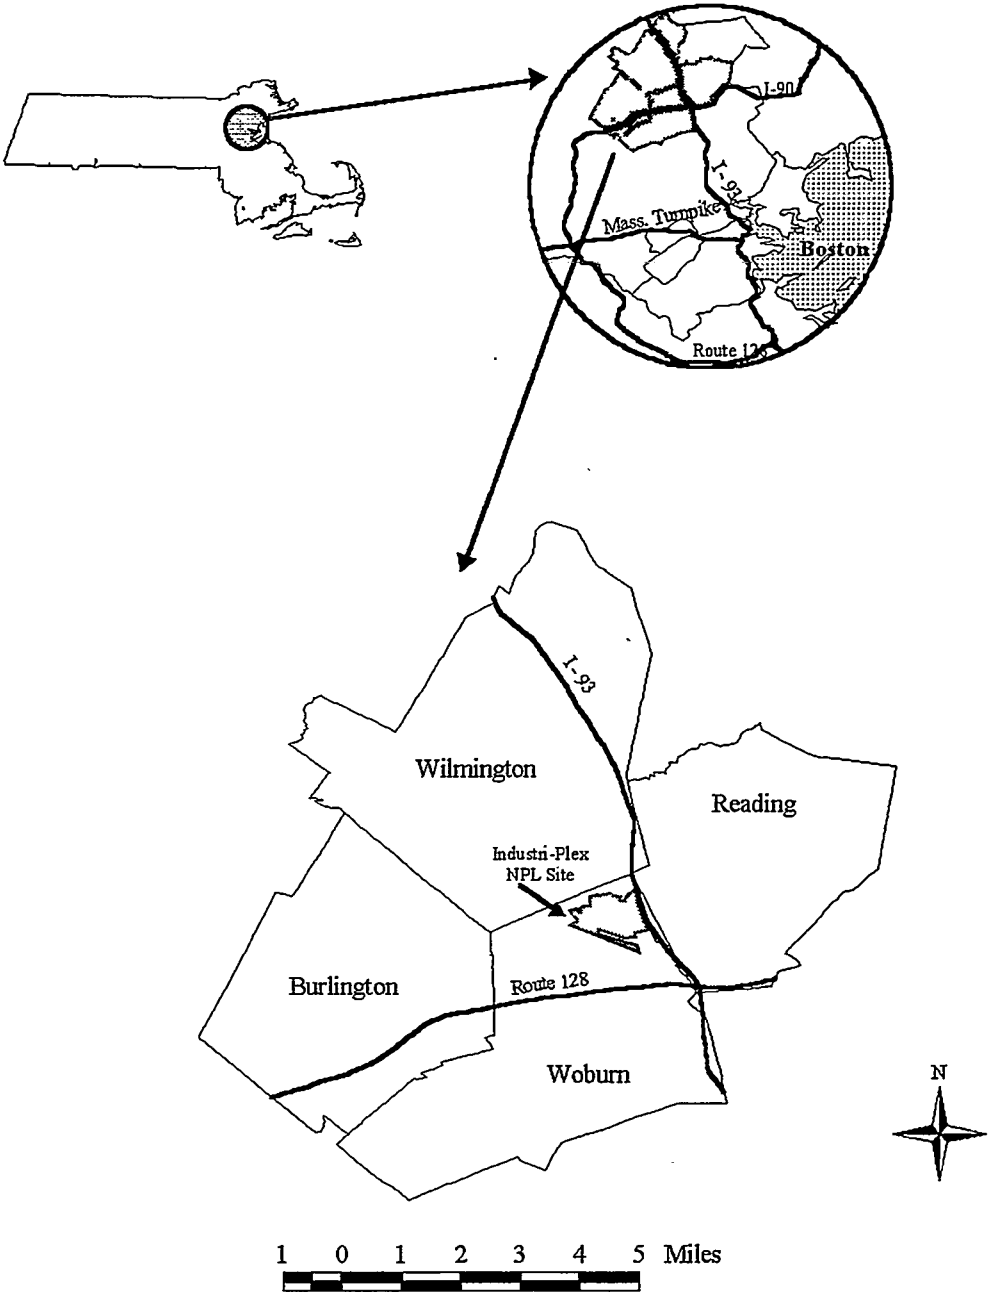 I-90
I-93
Mass. Turnpike
Boston
Route 128
I-93
Wilmington
Reading
Industri-Plex
NPL Site
Burlington
Route 128
Woburn
N
1 0 1 2 3 4 5 Miles